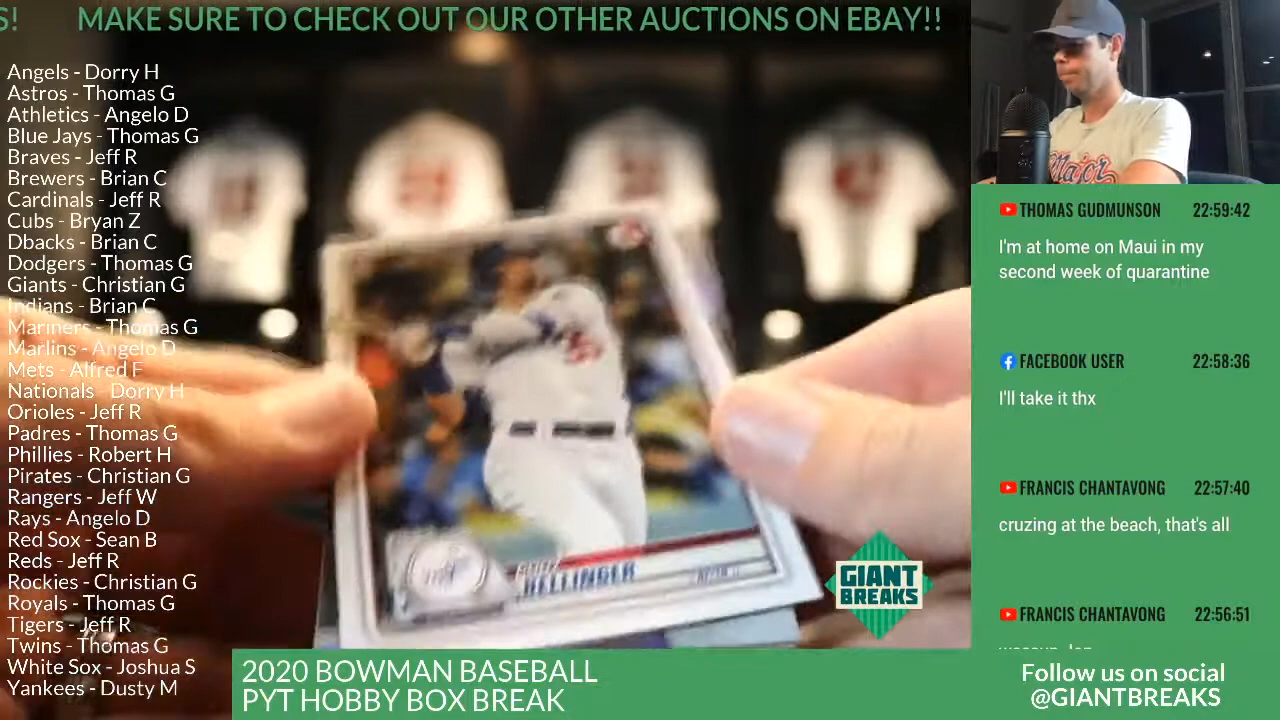 S! MAKE SURE TO CHECK OUT OUR OTHER AUCTIONS ON EBAY!!
Angels - Dorry H
Astros - Thomas G
Athletics - Angelo D
Blue Jays - Thomas G
Braves - Jeff R
Brewers - Brian C
Cardinals - Jeff R
Cubs - Bryan Z
Dbacks - Brian C
Dodgers - Thomas G
Giants - Christian G
Indians - Brian C
Mariners - Thomas G
Marlins - Angelo D
Mets - Alfred F
Nationals - Dorry H
Orioles - Jeff R
Padres - Thomas G
Phillies - Robert H
Pirates - Christian G
Rangers - Jeff W
Rays - Angelo D
Red Sox - Sean B
Reds - Jeff R
Rockies - Christian G
Royals - Thomas G
Tigers - Jeff R
Twins - Thomas G
White Sox - Joshua S
Yankees - Dusty M
BELLINGER
GIANT
BREAKS
2020 BOWMAN BASEBALL
PYT HOBBY BOX BREAK
Major
THOMAS GUDMUNSON 22:59:42
I'm at home on Maui in my
second week of quarantine
FACEBOOK USER 22:58:36
I'll take it thx
FRANCIS CHANTAVONG 22:57:40
cruzing at the beach, that's all
FRANCIS CHANTAVONG 22:56:51
Follow us on social
@GIANTBREAKS